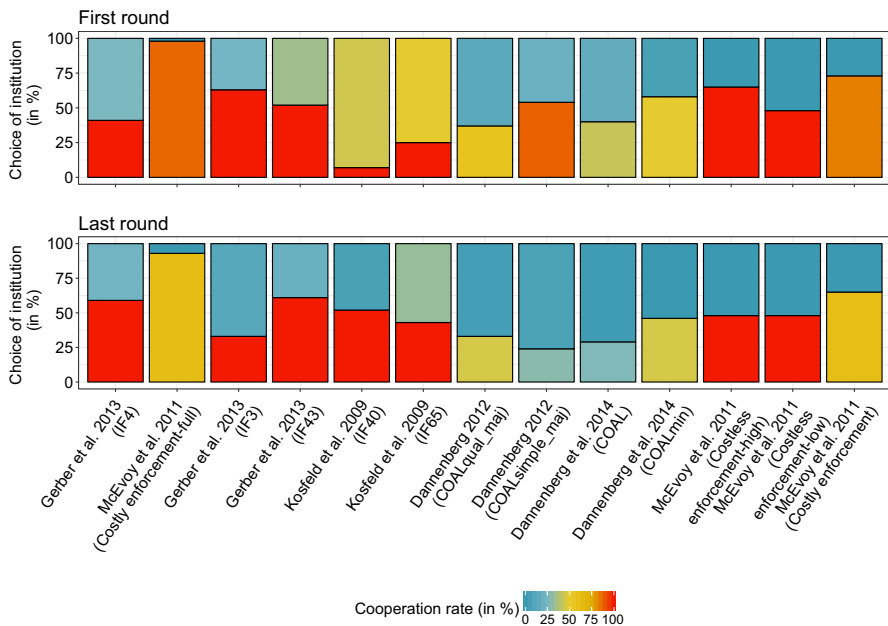 First round
Choice of institution
(in %)
100
75
50
25
0
Last round
Choice of institution
(in %)
100
75
50
25
0
Gerber et al. 2013
(IF4)
McEvoy et al. 2011
(Costly enforcement-full)
Gerber et al. 2013
(IF3)
Gerber et al. 2013
(IF43)
Kosfeld et al. 2009
(IF40)
Kosfeld et al. 2009
(IF65)
Dannenberg 2012
(COALqual_maj)
Dannenberg 2012
(COALsimple_maj)
Dannenberg et al. 2014
(COAL)
Dannenberg et al. 2014
(COALmin)
McEvoy et al. 2011
(Costless
enforcement-high)
McEvoy et al. 2011
(Costless
enforcement-low)
McEvoy et al. 2011
(Costly enforcement)
Cooperation rate (in %)
0 25 50 75 100